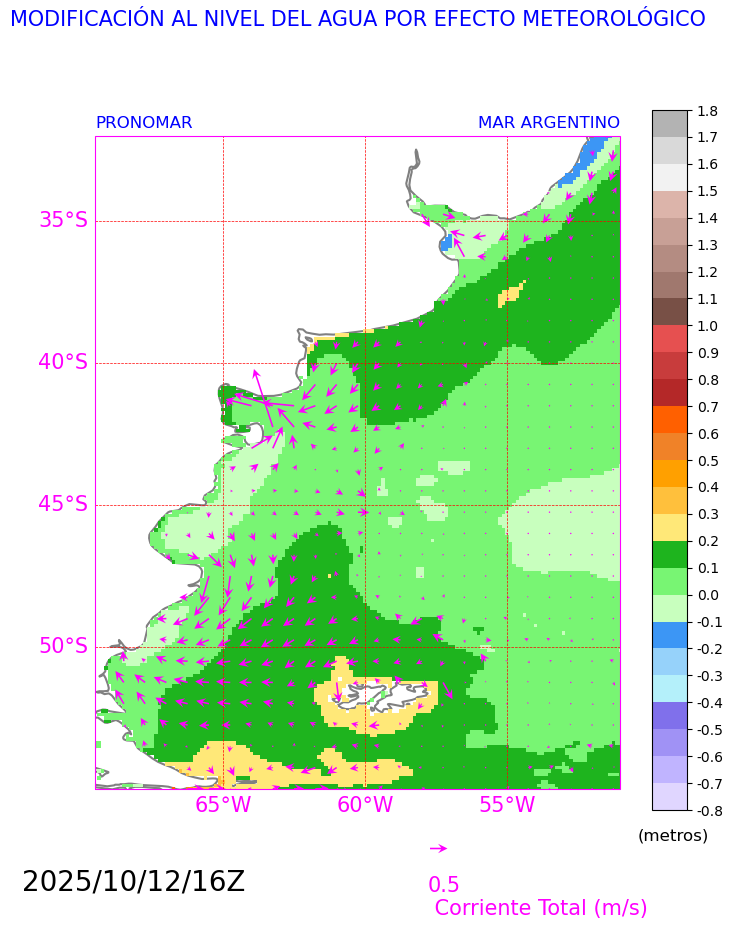 MODIFICACIÓN AL NIVEL DEL AGUA POR EFECTO METEOROLÓGICO
PRONOMAR
MAR ARGENTINO
35°S
40°S
45°S
50°S
65°W
60°W
55°W
1.8
1.7
1.6
1.5
1.4
1.3
1.2
1.1
1.0
0.9
0.8
0.7
0.6
0.5
0.4
0.3
0.2
0.1
0.0
-0.1
-0.2
-0.3
-0.4
-0.5
-0.6
-0.7
-0.8
(metros)
2025/10/12/16Z
0.5
Corriente Total (m/s)